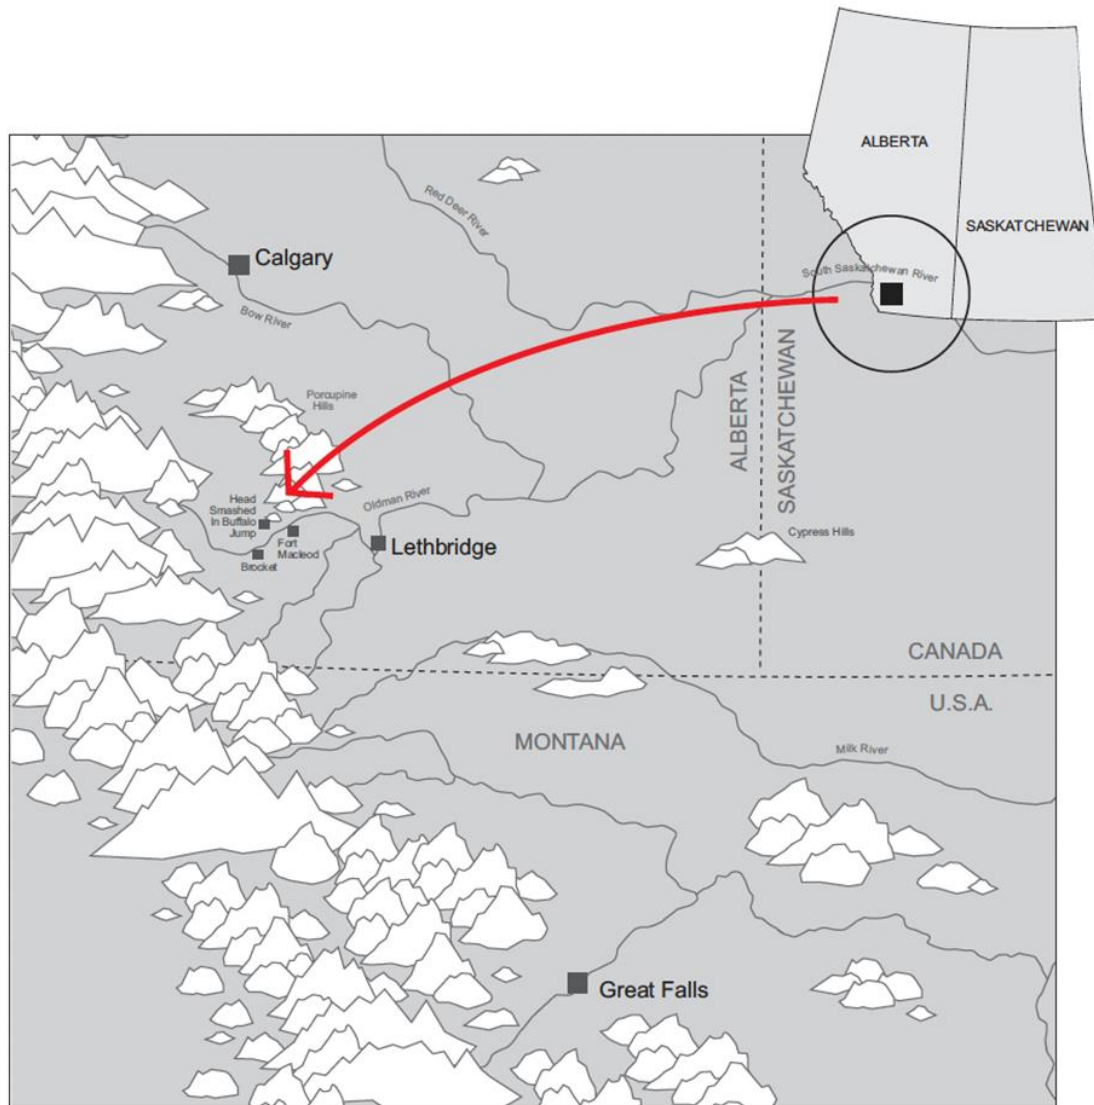 ALBERTA
SASKATCHEWAN
Red Deer River
South Saskatchewan River
Calgary
Bow River
ALBERTA
SASKATCHEWAN
Porcupine
Hills
Head
Smashed
In Buffalo
Jump
Oldman River
Fort
Macleod
Brocket
Lethbridge
Cypress Hills
CANADA
U.S.A.
MONTANA
Milk River
Great Falls